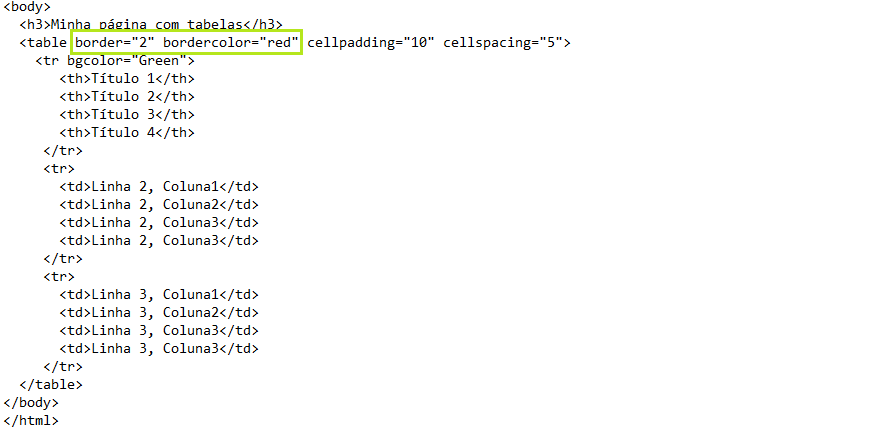 <body>
<h3>Minha página com tabelas</h3>
<table border="2" bordercolor="red" cellpadding="10" cellspacing="5">
<tr bgcolor="Green">
<th>Título 1</th>
<th>Título 2</th>
<th>Título 3</th>
<th>Título 4</th>
</tr>
<tr>
<td>Linha 2, Coluna1</td>
<td>Linha 2, Coluna2</td>
<td>Linha 2, Coluna3</td>
<td>Linha 2, Coluna3</td>
</tr>
<tr>
<td>Linha 3, Coluna1</td>
<td>Linha 3, Coluna2</td>
<td>Linha 3, Coluna3</td>
<td>Linha 3, Coluna3</td>
</tr>
</table>
</body>
</html>